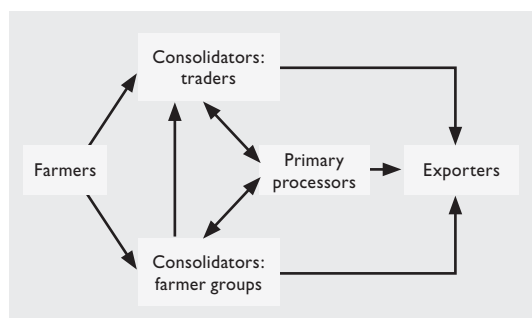 Consolidators:
traders
Farmers
Primary
processors
Exporters
Consolidators:
farmer groups